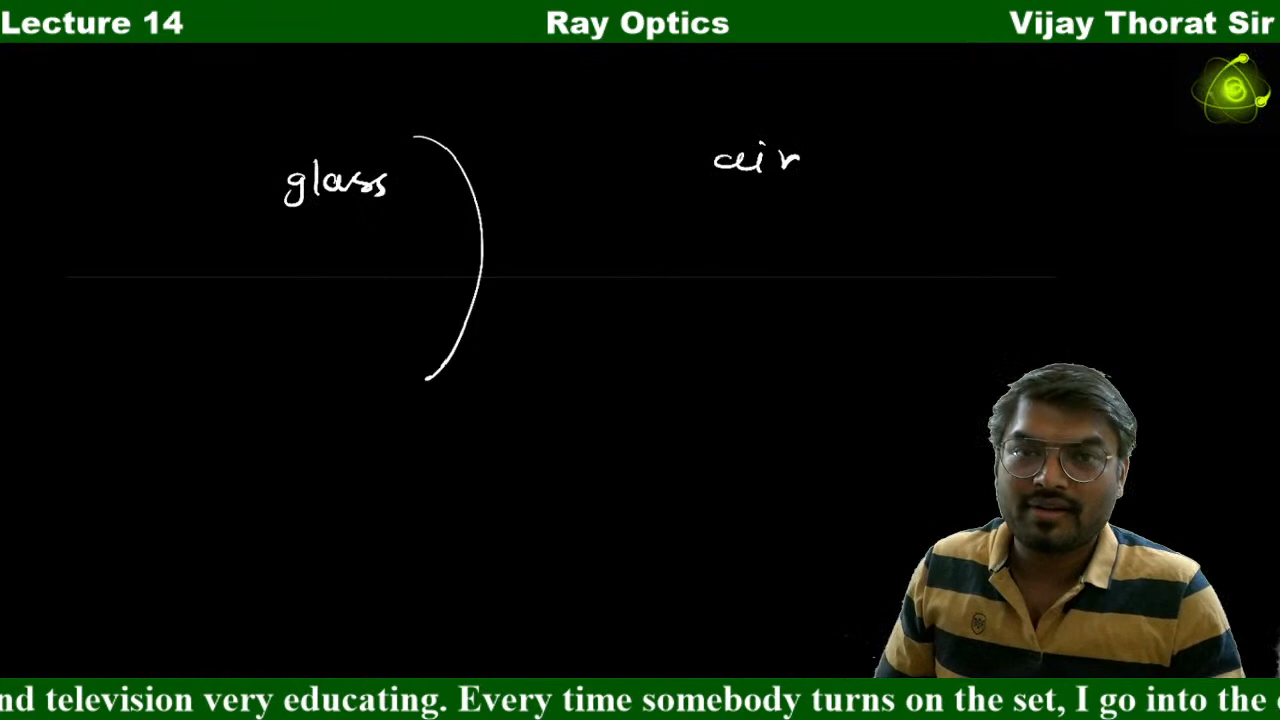 Lecture 14 Ray Optics Vijay Thorat Sir
glass air
nd television very educating. Every time somebody turns on the set, I go into the